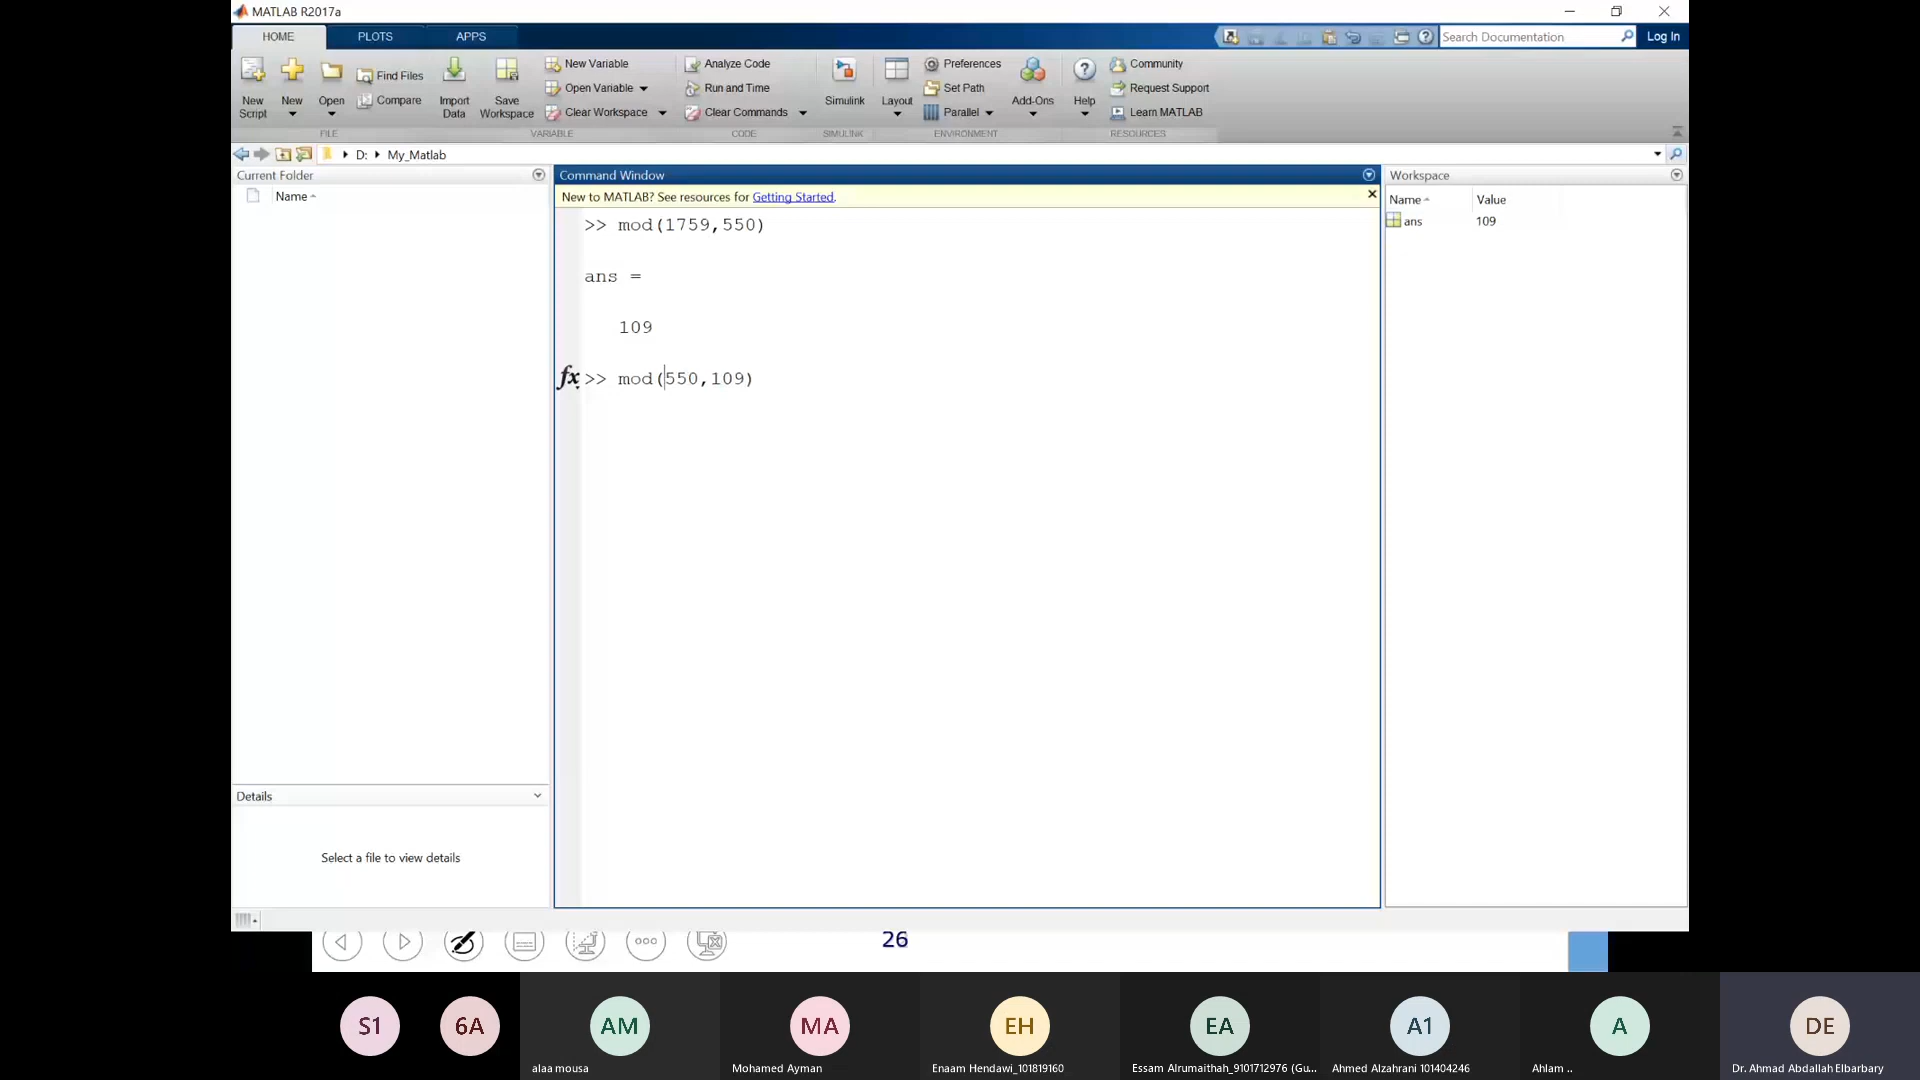 MATLAB R2017a
HOME
PLOTS
APPS
Search Documentation
Log In
New Script
New
Open
Find Files
Compare
Import Data
Save Workspace
New Variable
Open Variable
Clear Workspace
Analyze Code
Run and Time
Clear Commands
Simulink
Layout
Preferences
Set Path
Parallel
Add-Ons
Help
Community
Request Support
Learn MATLAB
FILE
VARIABLE
CODE
SIMULINK
ENVIRONMENT
RESOURCES
D: My_Matlab
Current Folder
Name
Command Window
New to MATLAB? See resources for Getting Started.
>> mod(1759,550)
ans =
109
fx >> mod(550,109)
Workspace
Name Value
ans 109
Details
Select a file to view details
26
S1
6A
AM
MA
EH
EA
A1
A
DE
alaa mousa
Mohamed Ayman
Enaam Hendawi_101819160
Essam Alrumaithah_9101712976 (Gu...
Ahmed Alzahrani 101404246
Ahlam ..
Dr. Ahmad Abdallah Elbarbary